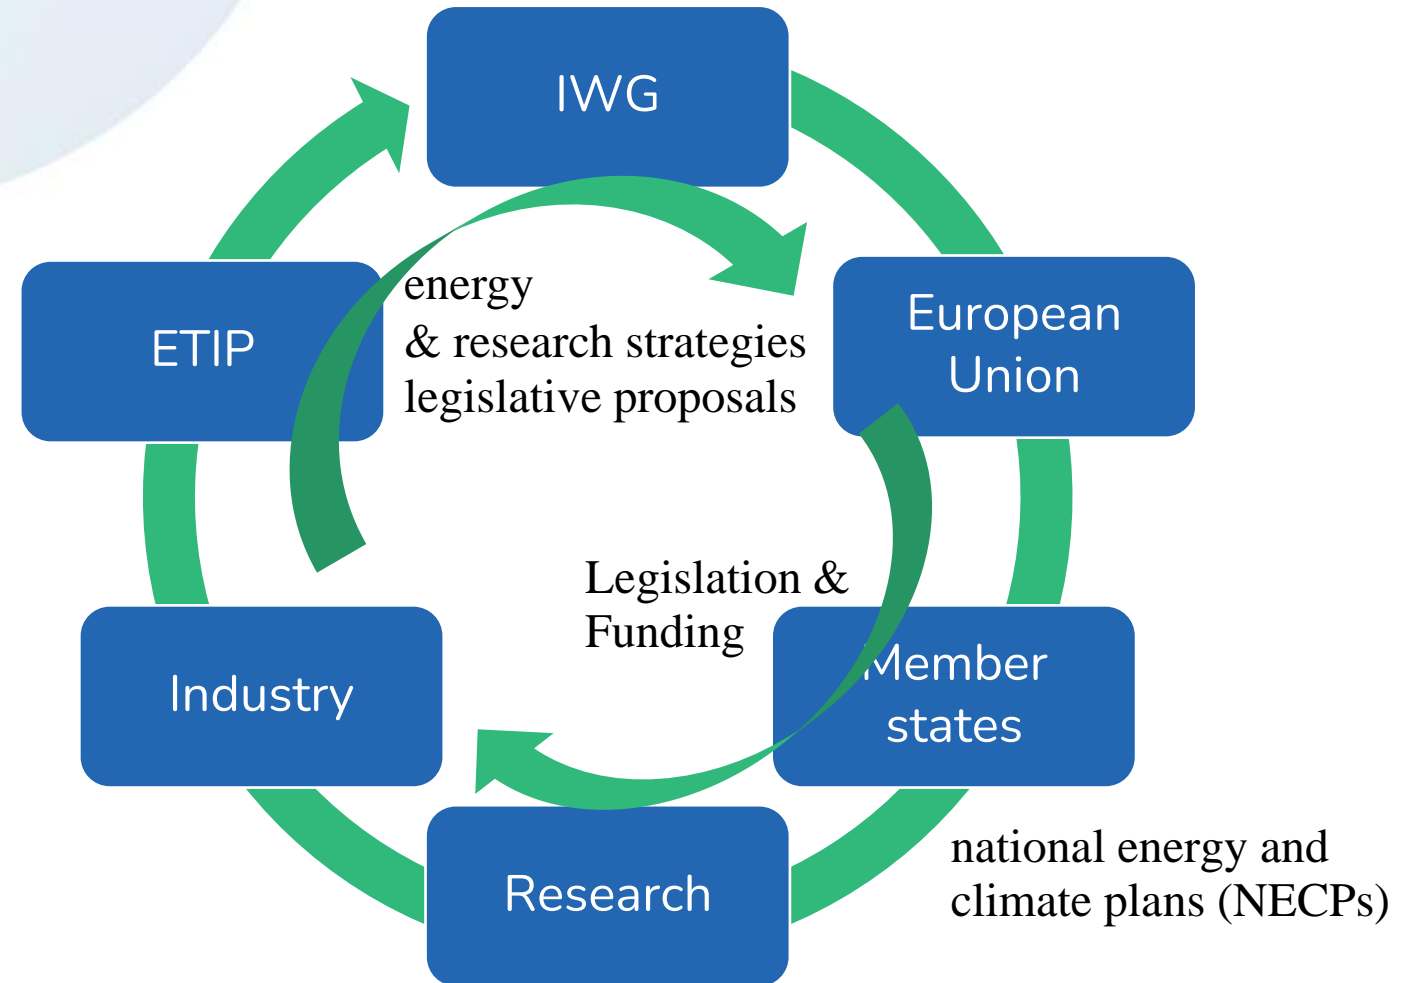 IWG
European
Union
ETIP
energy
& research strategies
legislative proposals
Legislation &
Funding
Member
states
Industry
national energy and
climate plans (NECPs)
Research